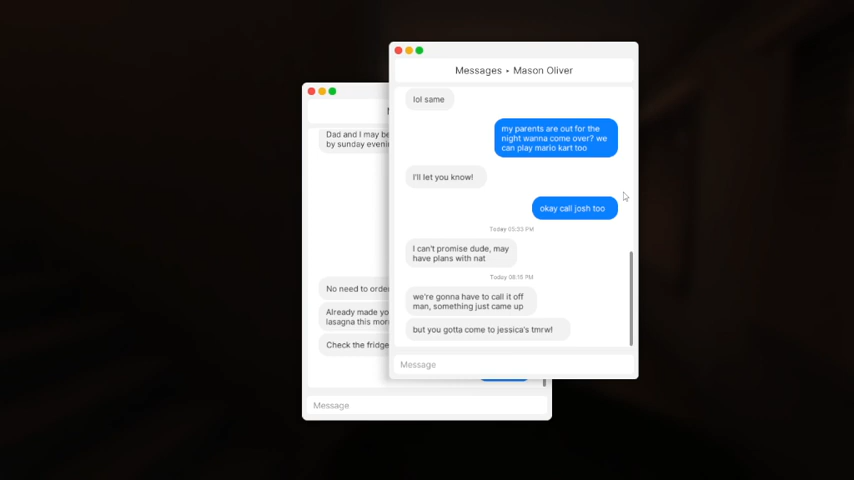 Messages • Mason Oliver
lol same
my parents are out for the
night wanna come over? we
can play mario kart too
I'll let you know!
okay call josh too
Today 05:33 PM
I can't promise dude, may
have plans with nat
Today 08:15 PM
we're gonna have to call it off
man, something just came up
but you gotta come to jessica's tmrw!
Message
Dad and I may be
by sunday eveni
No need to orde
Already made yo
lasagna this mor
Check the fridge
Message